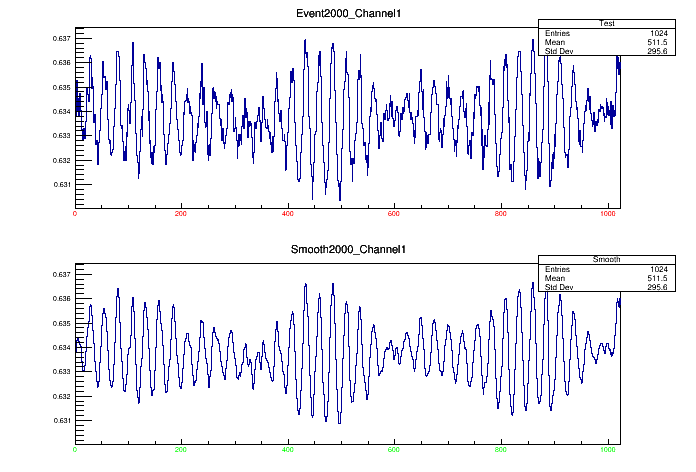 Event2000_Channel1
Test
Entries 1024
Mean 511.5
Std Dev 295.6
0.637
0.636
0.635
0.634
0.633
0.632
0.631
0 200 400 600 800 1000
Smooth2000_Channel1
Smooth
Entries 1024
Mean 511.5
Std Dev 295.6
0.637
0.636
0.635
0.634
0.633
0.632
0.631
0 200 400 600 800 1000